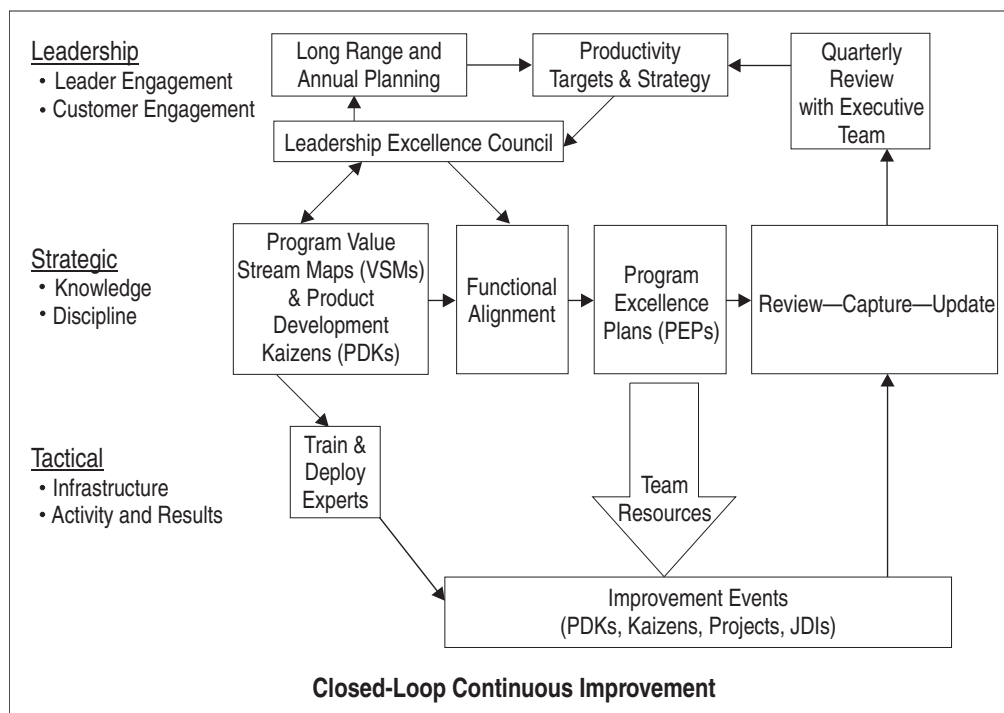 Leadership
• Leader Engagement
• Customer Engagement
Long Range and
Annual Planning
Productivity
Targets & Strategy
Quarterly
Review
with Executive
Team
Leadership Excellence Council
Strategic
• Knowledge
• Discipline
Program Value
Stream Maps (VSMs)
& Product
Development
Kaizens (PDKs)
Functional
Alignment
Program
Excellence
Plans (PEPs)
Review—Capture—Update
Tactical
• Infrastructure
• Activity and Results
Train &
Deploy
Experts
Team
Resources
Improvement Events
(PDKs, Kaizens, Projects, JDIs)
Closed-Loop Continuous Improvement